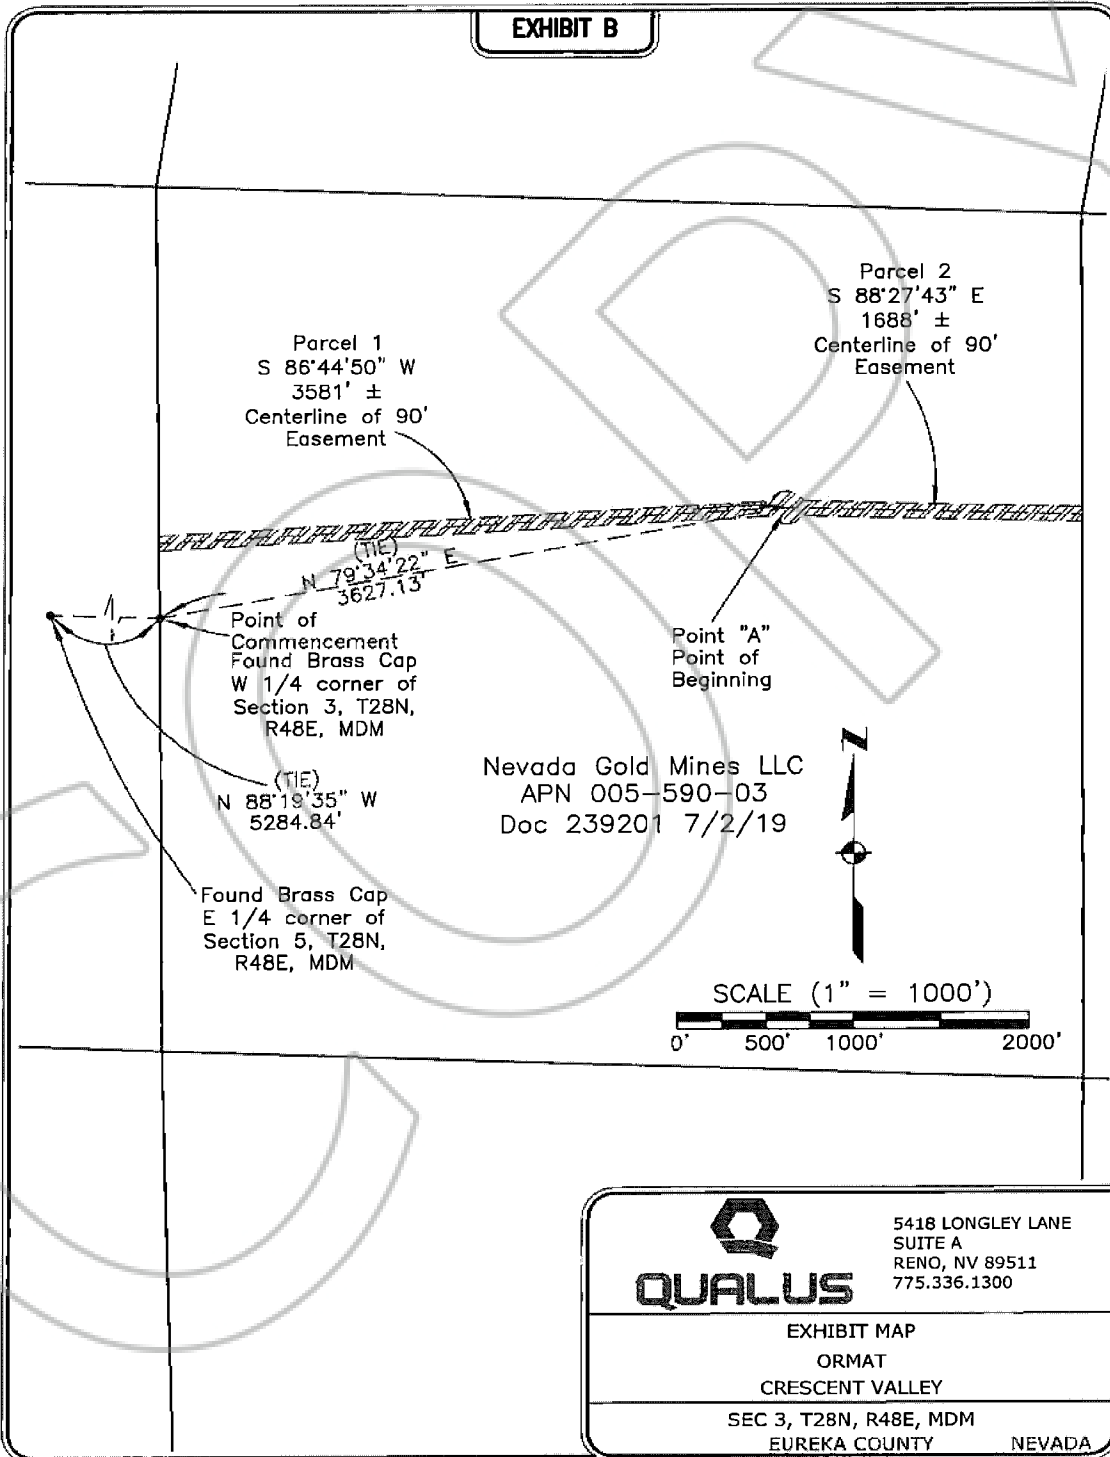 EXHIBIT B
Parcel 2
S 88°27'43" E
1688' ±
Centerline of 90'
Easement
Parcel 1
S 86°44'50" W
3581' ±
Centerline of 90'
Easement
(TIE)
N 79°34'22" E
3627.13'
Point of
Commencement
Found Brass Cap
W 1/4 corner of
Section 3, T28N,
R48E, MDM
Point "A"
Point of
Beginning
(TIE)
N 88°19'35" W
5284.84'
Nevada Gold Mines LLC
APN 005-590-03
Doc 239201 7/2/19
N
Found Brass Cap
E 1/4 corner of
Section 5, T28N,
R48E, MDM
SCALE (1" = 1000')
0' 500' 1000' 2000'
QUALUS
5418 LONGLEY LANE
SUITE A
RENO, NV 89511
775.336.1300
EXHIBIT MAP
ORMAT
CRESCENT VALLEY
SEC 3, T28N, R48E, MDM
EUREKA COUNTY NEVADA
COPY